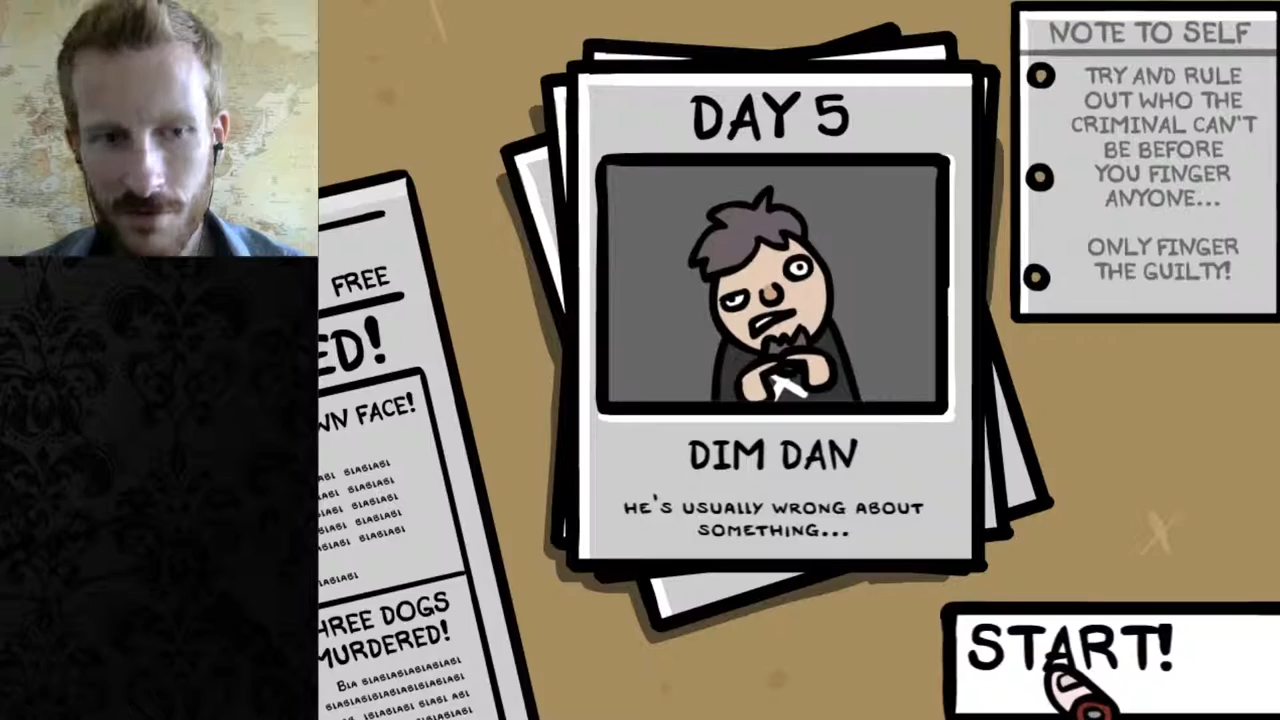 FREE
ED!
WN FACE!
HREE DOGS
MURDERED!
DAY 5
DIM DAN
HE'S USUALLY WRONG ABOUT
SOMETHING...
NOTE TO SELF
TRY AND RULE
OUT WHO THE
CRIMINAL CAN'T
BE BEFORE
YOU FINGER
ANYONE...
ONLY FINGER
THE GUILTY!
START!